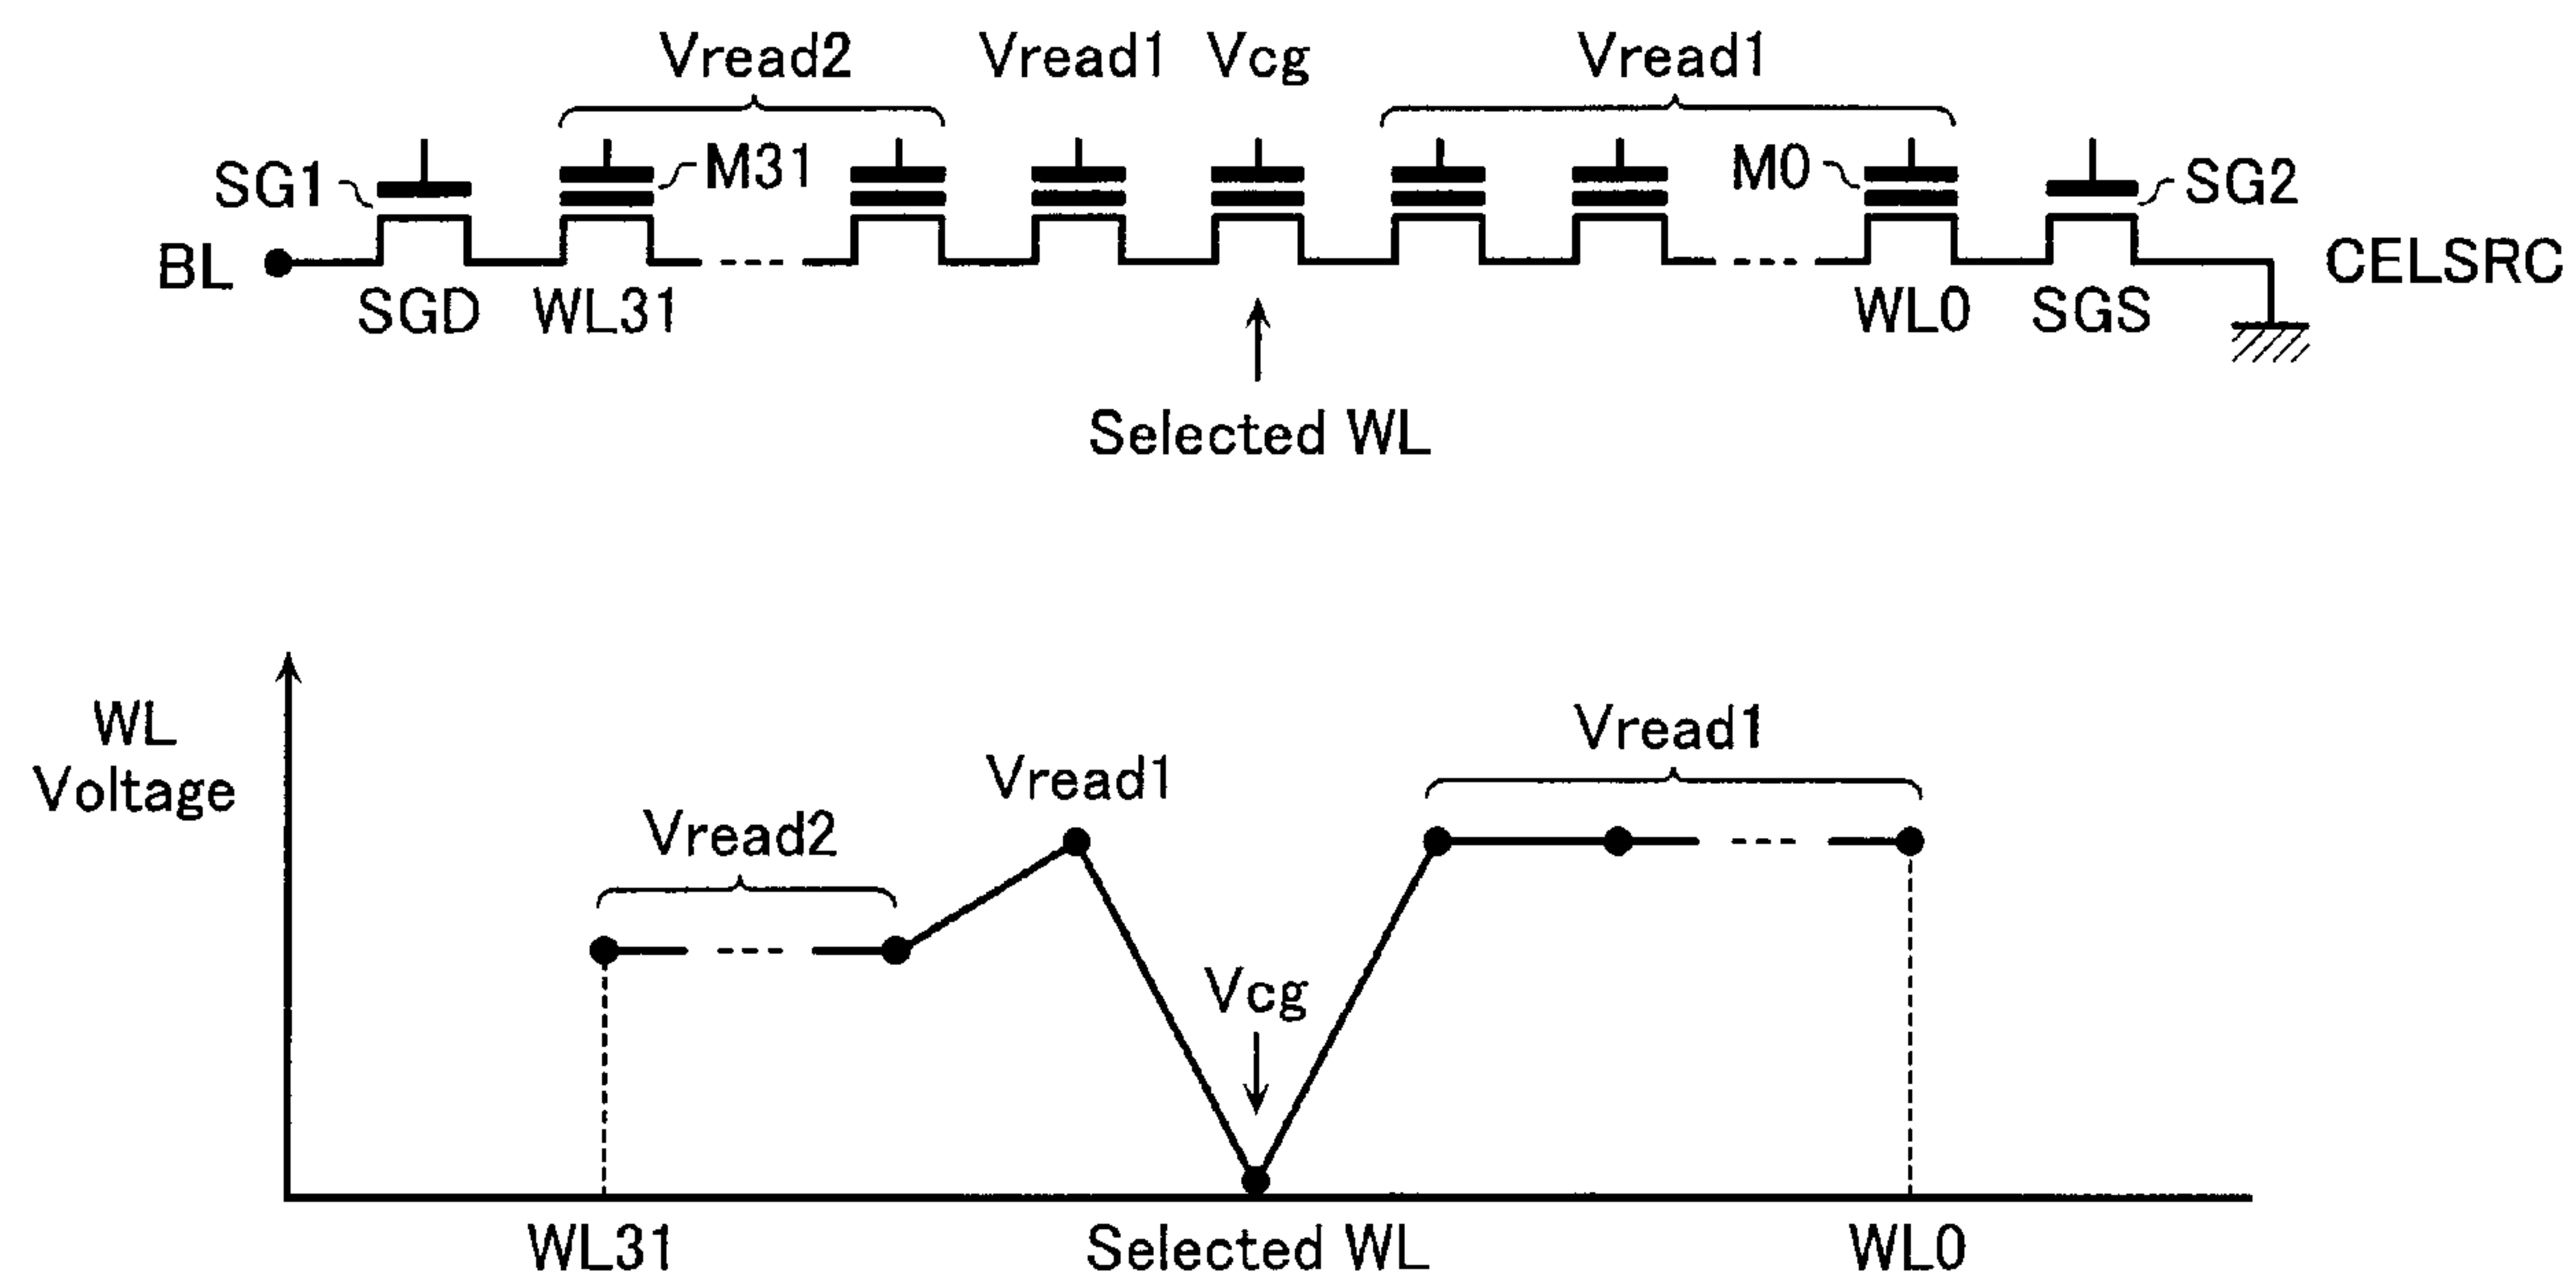 Vread2 Vread1 Vcg Vread1
SG1 M31 M0 SG2
BL CELSRC
SGD WL31 WL0 SGS
Selected WL
WL
Voltage
Vread1
Vread1
Vread2
Vcg
WL31 Selected WL WL0